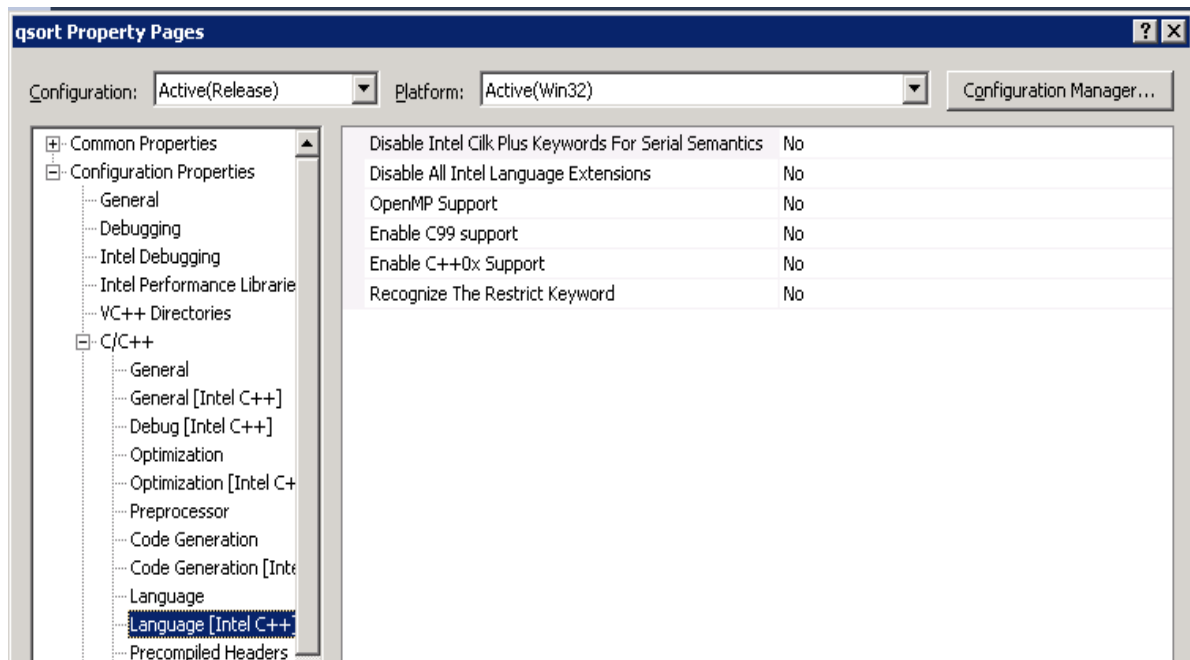 qsort Property Pages
Configuration: Active(Release) Platform: Active(Win32) Configuration Manager...
Common Properties
Configuration Properties
General
Debugging
Intel Debugging
Intel Performance Librarie
VC++ Directories
C/C++
General
General [Intel C++]
Debug [Intel C++]
Optimization
Optimization [Intel C+
Preprocessor
Code Generation
Code Generation [Inte
Language
Language [Intel C++]
Precompiled Headers
Disable Intel Cilk Plus Keywords For Serial Semantics No
Disable All Intel Language Extensions No
OpenMP Support No
Enable C99 support No
Enable C++0x Support No
Recognize The Restrict Keyword No